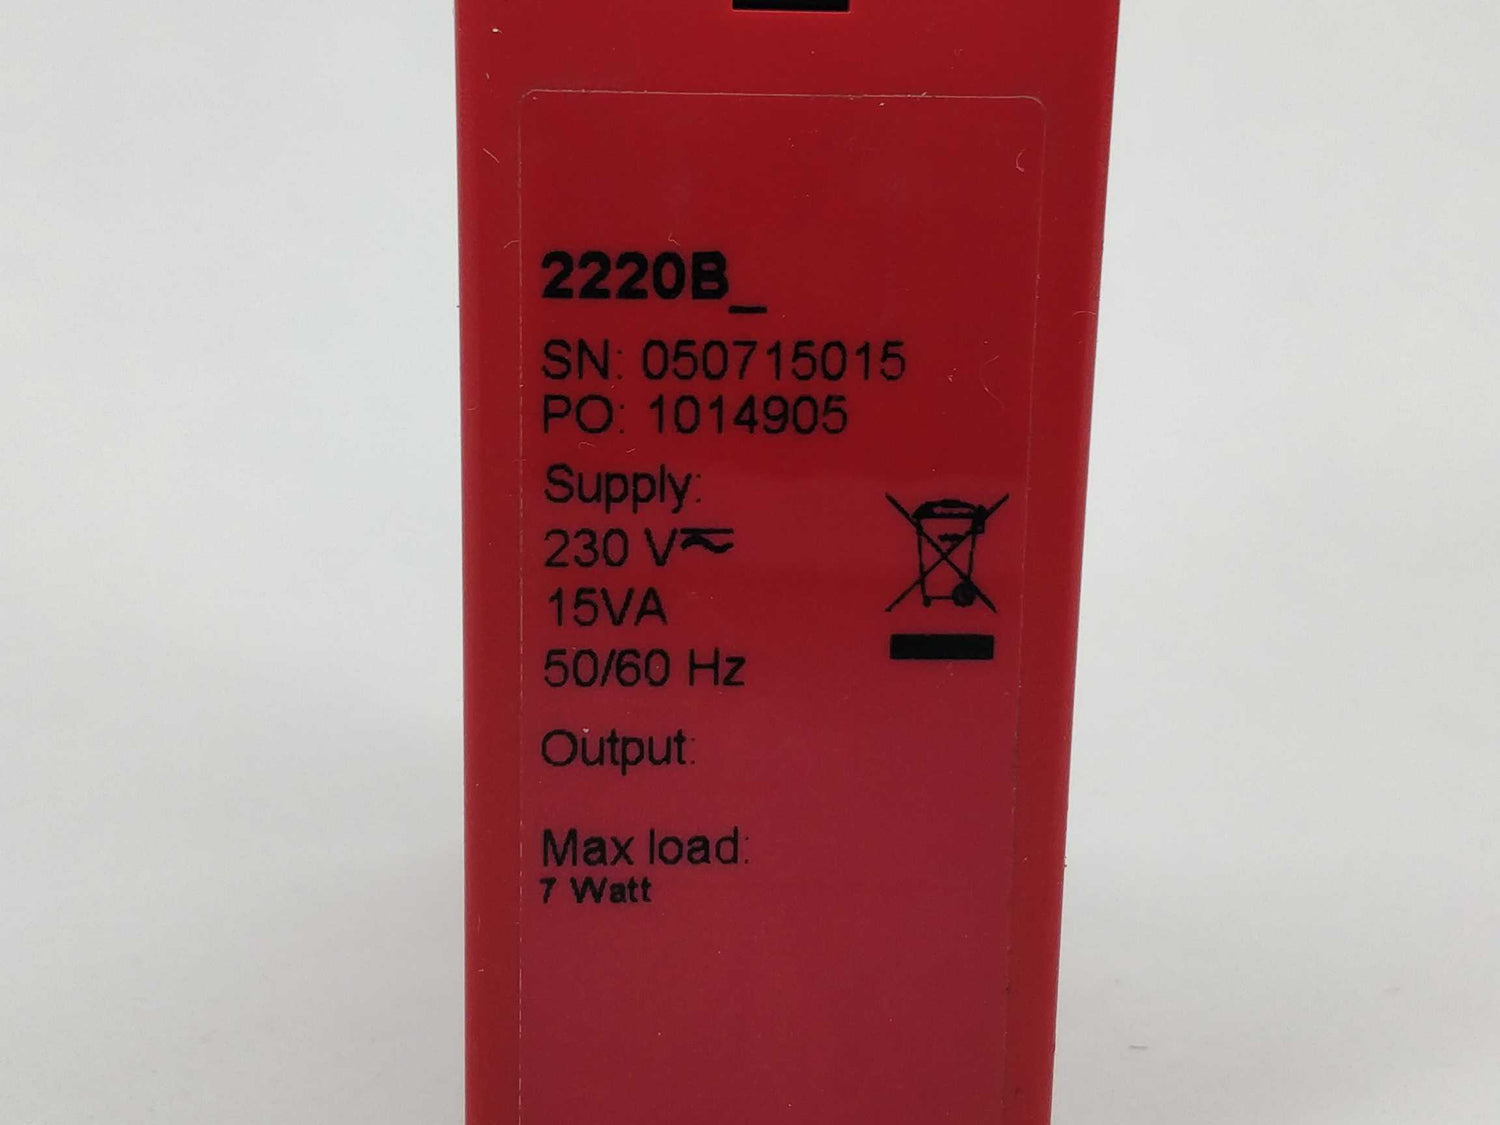 2220B_
SN: 050715015
PO: 1014905
Supply:
230 V⎓~
15VA
50/60 Hz
Output:
Max load:
7 Watt